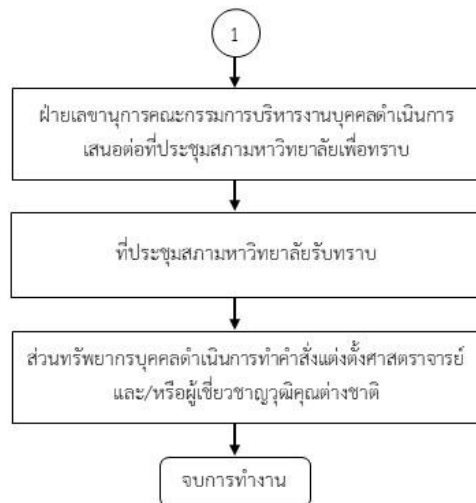 1
ฝ่ายเลขานุการคณะกรรมการบริหารงานบุคคลดำเนินการ
เสนอต่อที่ประชุมสภามหาวิทยาลัยเพื่อทราบ
ที่ประชุมสภามหาวิทยาลัยรับทราบ
ส่วนทรัพยากรบุคคลดำเนินการทำคำสั่งแต่งตั้งศาสตราจารย์
และ/หรือผู้เชี่ยวชาญวุฒิคุณต่างชาติ
จบการทำงาน